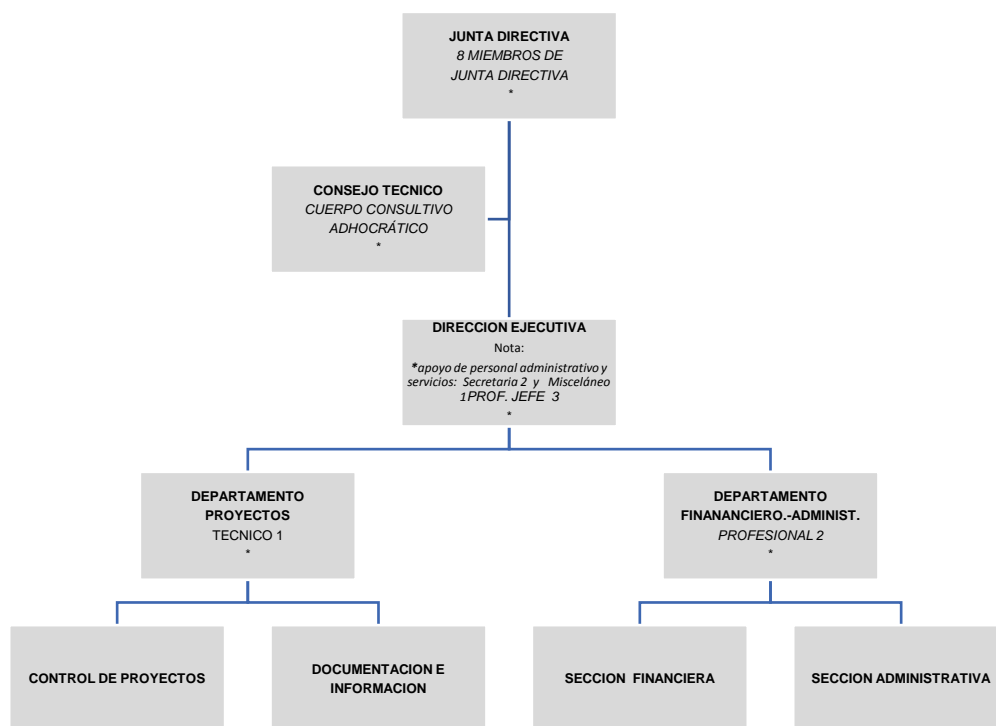 JUNTA DIRECTIVA
8 MIEMBROS DE
JUNTA DIRECTIVA
*
CONSEJO TECNICO
CUERPO CONSULTIVO
ADHOCRÁTICO
*
DIRECCION EJECUTIVA
Nota:
*apoyo de personal administrativo y
servicios: Secretaria 2 y Misceláneo
1PROF. JEFE 3
*
DEPARTAMENTO
PROYECTOS
TECNICO 1
*
DEPARTAMENTO
FINANANCIERO.-ADMINIST.
PROFESIONAL 2
*
CONTROL DE PROYECTOS
DOCUMENTACION E
INFORMACION
SECCION FINANCIERA
SECCION ADMINISTRATIVA